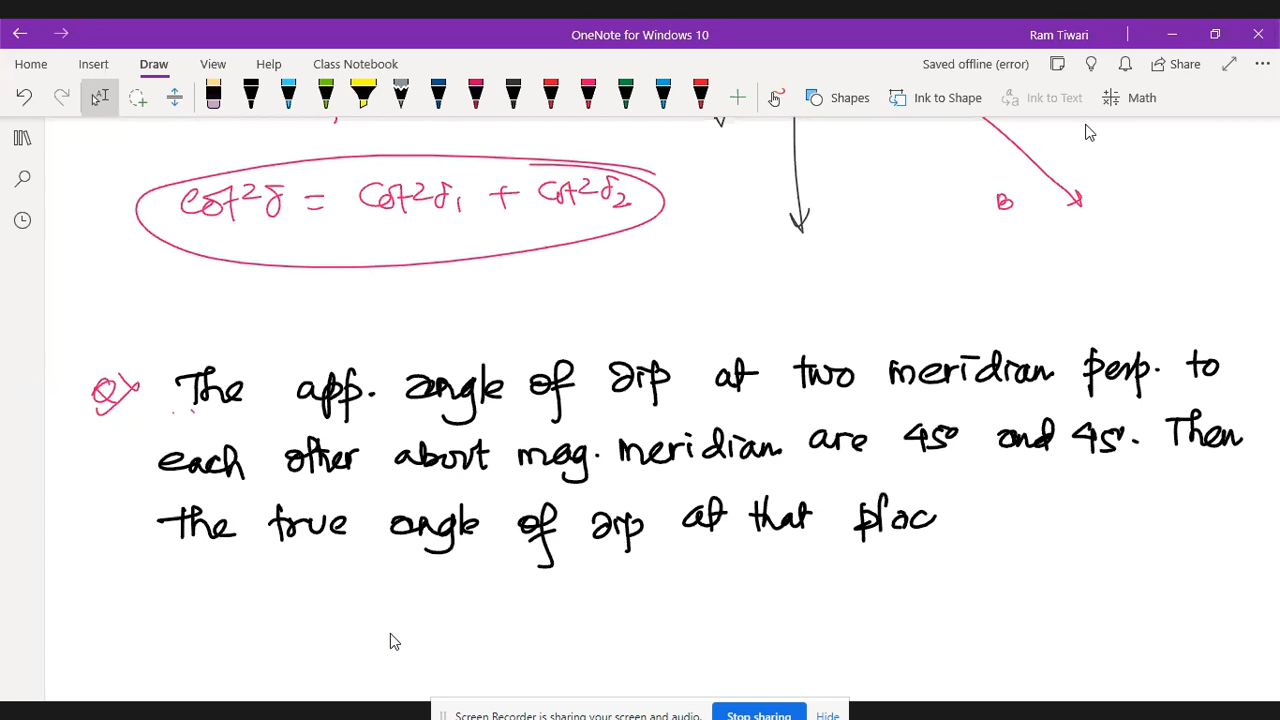 OneNote for Windows 10
Ram Tiwari
Home Insert Draw View Help Class Notebook
Saved offline (error)
Share
Shapes
Ink to Shape
Ink to Text
Math
Cot²δ = Cot²δ₁ + Cot²δ₂
B
Q The app. angle of dip at two meridian perp. to
each other about mag. meridian are 45° and 45°. Then
the true angle of dip at that plac
Screen Recorder is sharing your screen and audio.
Stop sharing
Hide